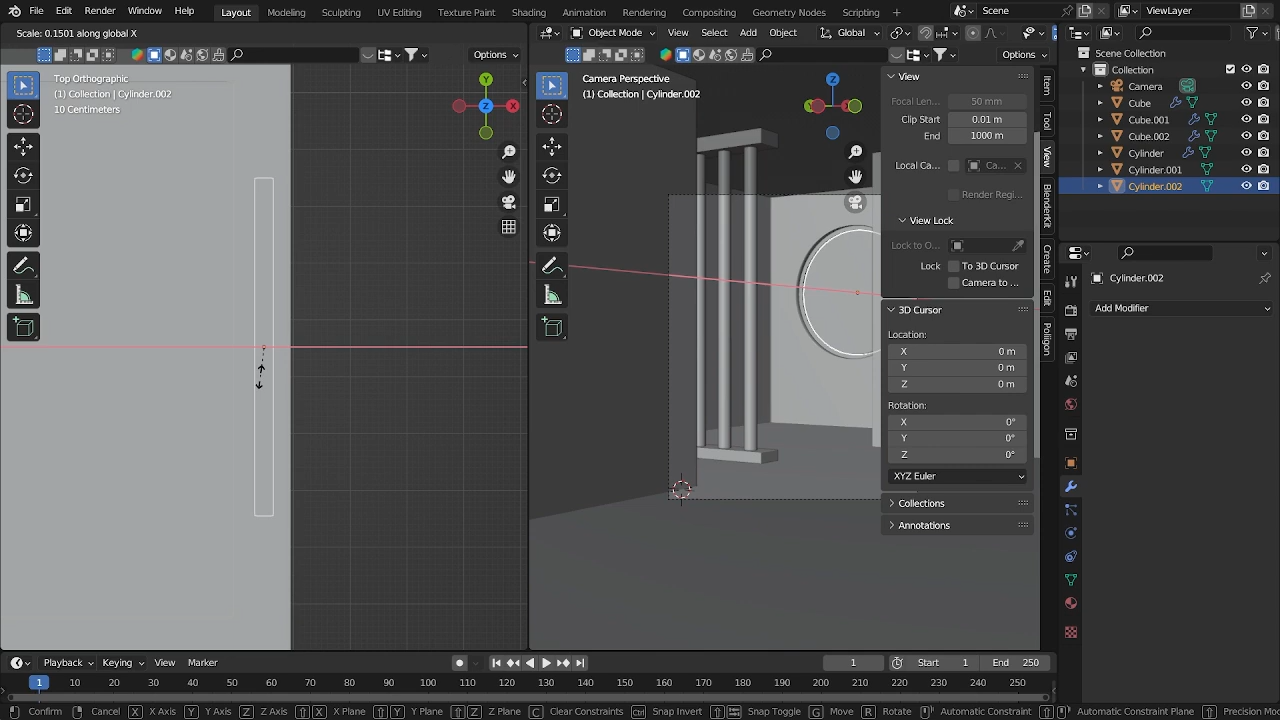 File Edit Render Window Help Layout Modeling Sculpting UV Editing Texture Paint Shading Animation Rendering Compositing Geometry Nodes Scripting + Scene ViewLayer
Scale: 0.1501 along global X
Object Mode View Select Add Object Global
Options
Options
Top Orthographic
(1) Collection | Cylinder.002
10 Centimeters
Y
Z
X
Camera Perspective
(1) Collection | Cylinder.002
Z
View
Focal Len... 50 mm
Clip Start 0.01 m
End 1000 m
Local Ca... Ca...
Render Regi...
View Lock
Lock to O...
Lock To 3D Cursor
Camera to ...
3D Cursor
Location:
X 0 m
Y 0 m
Z 0 m
Rotation:
X 0°
Y 0°
Z 0°
XYZ Euler
Collections
Annotations
Item
Tool
View
BlenderKit
Create
Edit
Poliigon
Scene Collection
Collection
Camera
Cube
Cube.001
Cube.002
Cylinder
Cylinder.001
Cylinder.002
Cylinder.002
Add Modifier
Playback Keying View Marker 1 Start 1 End 250
1 10 20 30 40 50 60 70 80 90 100 110 120 130 140 150 160 170 180 190 200 210 220 230 240 250
Confirm Cancel X X Axis Y Y Axis Z Z Axis X X Plane Y Y Plane Z Z Plane C Clear Constraints Ctrl Snap Invert Snap Toggle G Move R Rotate Automatic Constraint Automatic Constraint Plane Precision Mode